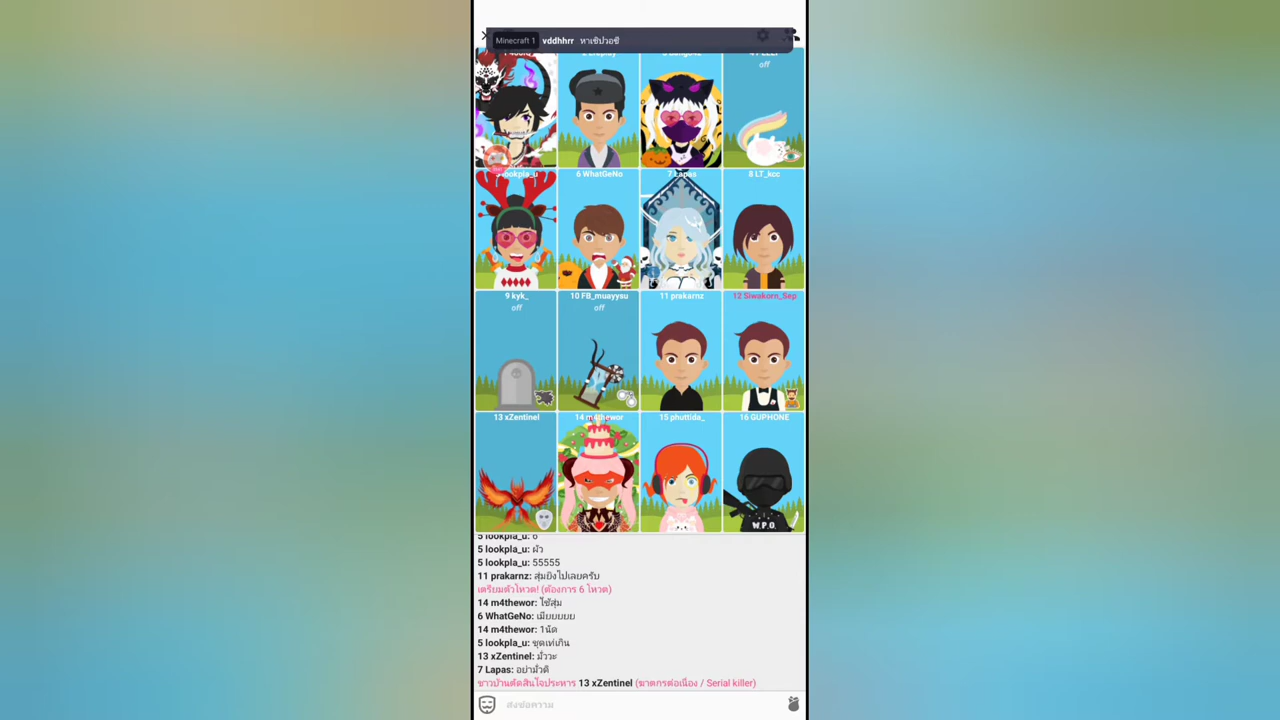 Minecraft 1 vddhhrr หาเชิปวอชิ
off
6 WhatGeNo
7 Lapas
8 LT_kcc
9 kyk_
off
10 FB_muayysu
off
11 prakarnz
12 Siwakorn_Sep
13 xZentinel
14 m4thewor
15 phuttida_
16 GUPHONE
W.P.O.
5 lookpla_u: 6
5 lookpla_u: ผัว
5 lookpla_u: 55555
11 prakarnz: สุ่มยิงไปเลยครับ
เตรียมตัวโหวต! (ต้องการ 6 โหวต)
14 m4thewor: ใช้สุ่ม
6 WhatGeNo: เมียยยยย
14 m4thewor: 1นัด
5 lookpla_u: ชุดเท่เกิน
13 xZentinel: มั่ววะ
7 Lapas: อย่ามั่วดิ
ชาวบ้านตัดสินใจประหาร 13 xZentinel (ฆาตกรต่อเนื่อง / Serial killer)
ส่งข้อความ